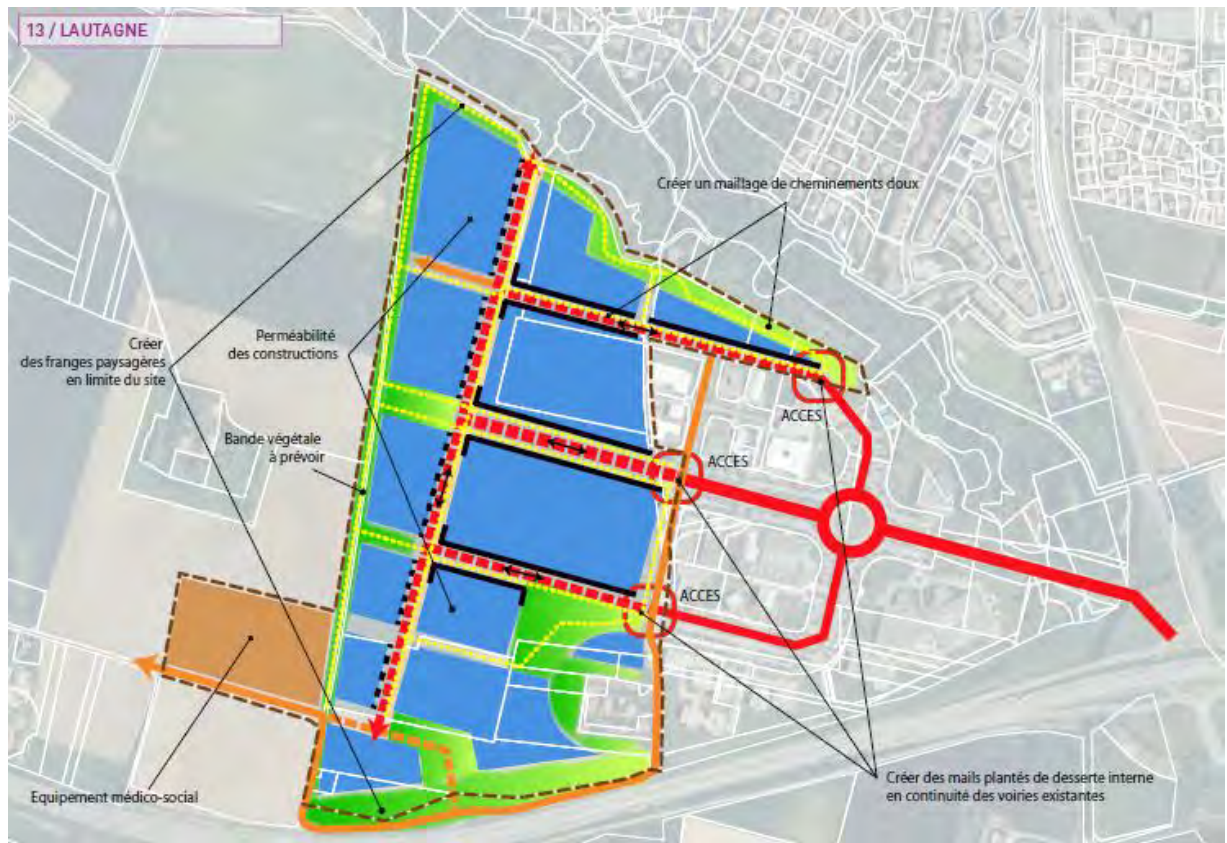 13 / LAUTAGNE
Créer un maillage de cheminements doux
Créer
des franges paysagères
en limite du site
Perméabilité
des constructions
ACCES
Bande végétale
à prévoir
ACCES
ACCES
Equipement médico-social
Créer des mails plantés de desserte interne
en continuité des voiries existantes